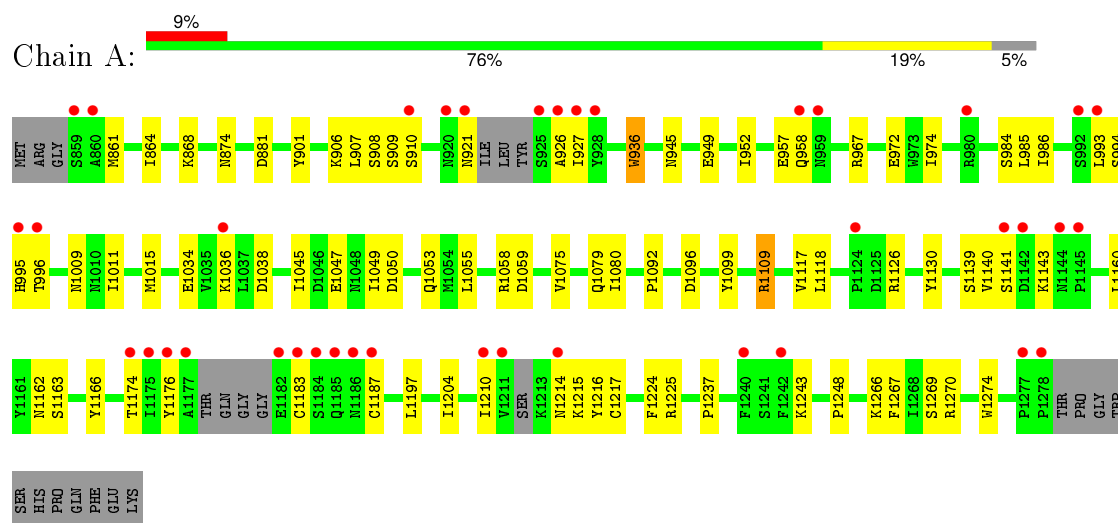 9%
Chain A:
76% 19% 5%
MET ARG GLY S859 A860 M861 I864 K868 N874 D881 Y901 K906 L907 S908 S909 S910 N920 N921 ILE LEU TYR S925 A926 I927 Y928 W936 N945 E949 I952 E957 Q958 N959 R967 E972 W973 I974 R980 S984 L985 I986 S992 L993 S994
H995 T996 N1009 N1010 I1011 M1015 E1034 V1035 K1036 L1037 D1038 I1045 D1046 E1047 N1048 I1049 D1050 Q1053 M1054 L1055 R1058 D1059 V1075 Q1079 I1080 P1092 D1096 Y1099 R1109 V1117 L1118 P1124 D1125 R1126 Y1130 S1139 V1140 S1141 D1142 K1143 N1144 P1145 L1160
Y1161 N1162 S1163 Y1166 T1174 I1175 Y1176 A1177 THR GLN GLY GLY E1182 C1183 S1184 Q1185 N1186 C1187 L1197 I1204 I1210 V1211 SER K1213 N1214 K1215 Y1216 C1217 F1224 R1225 P1237 F1240 S1241 F1242 K1243 P1248 K1266 F1267 I1268 S1269 R1270 W1274 P1277 P1278 THR PRO GLY TRP
SER HIS PRO GLN PHE GLU LYS